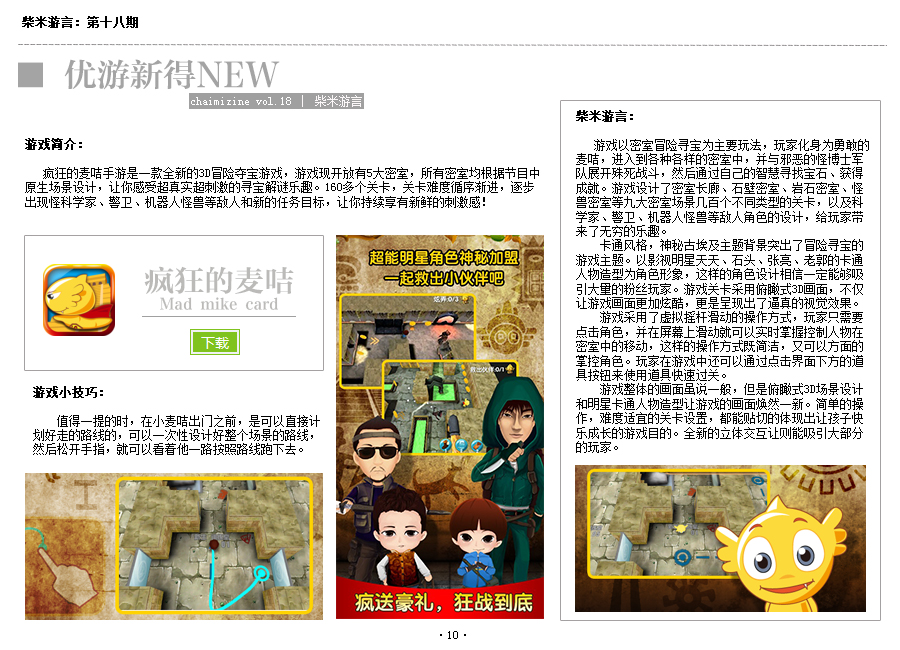 柴米游言：第十八期
优游新得NEW
chaimizine vol.18 | 柴米游言
游戏简介：
疯狂的麦咭手游是一款全新的3D冒险夺宝游戏，游戏现开放有5大密室，所有密室均根据节目中
原生场景设计，让你感受超真实超刺激的寻宝解谜乐趣。160多个关卡，关卡难度循序渐进，逐步
出现怪科学家、警卫、机器人怪兽等敌人和新的任务目标，让你持续享有新鲜的刺激感！
疯狂的麦咭
Mad mike card
下载
游戏小技巧：
值得一提的时，在小麦咭出门之前，是可以直接计
划好走的路线的，可以一次性设计好整个场景的路线，
然后松开手指，就可以看着他一路按照路线跑下去。
超能明星角色神秘加盟
一起救出小伙伴吧
炫弄:0/3
救出伙伴:0/1
疯送豪礼，狂战到底
柴米游言：
游戏以密室冒险寻宝为主要玩法，玩家化身为勇敢的
麦咭，进入到各种各样的密室中，并与邪恶的怪博士军
队展开殊死战斗，然后通过自己的智慧寻找宝石、获得
成就。游戏设计了密室长廊、石壁密室、岩石密室、怪
兽密室等九大密室场景几百个不同类型的关卡，以及科
学家、警卫、机器人怪兽等敌人角色的设计，给玩家带
来了无穷的乐趣。
卡通风格，神秘古埃及主题背景突出了冒险寻宝的
游戏主题。以影视明星天天、石头、张亮、老郭的卡通
人物造型为角色形象，这样的角色设计相信一定能够吸
引大量的粉丝玩家。游戏关卡采用俯瞰式3D画面，不仅
让游戏画面更加炫酷，更是呈现出了逼真的视觉效果。
游戏采用了虚拟摇杆滑动的操作方式，玩家只需要
点击角色，并在屏幕上滑动就可以实时掌握控制人物在
密室中的移动，这样的操作方式既简洁，又可以方面的
掌控角色。玩家在游戏中还可以通过点击界面下方的道
具按钮来使用道具快速过关。
游戏整体的画面虽说一般，但是俯瞰式3D场景设计
和明星卡通人物造型让游戏的画面焕然一新。简单的操
作，难度适宜的关卡设置，都能贴切的体现出让孩子快
乐成长的游戏目的。全新的立体交互让则能吸引大部分
的玩家。
·10·